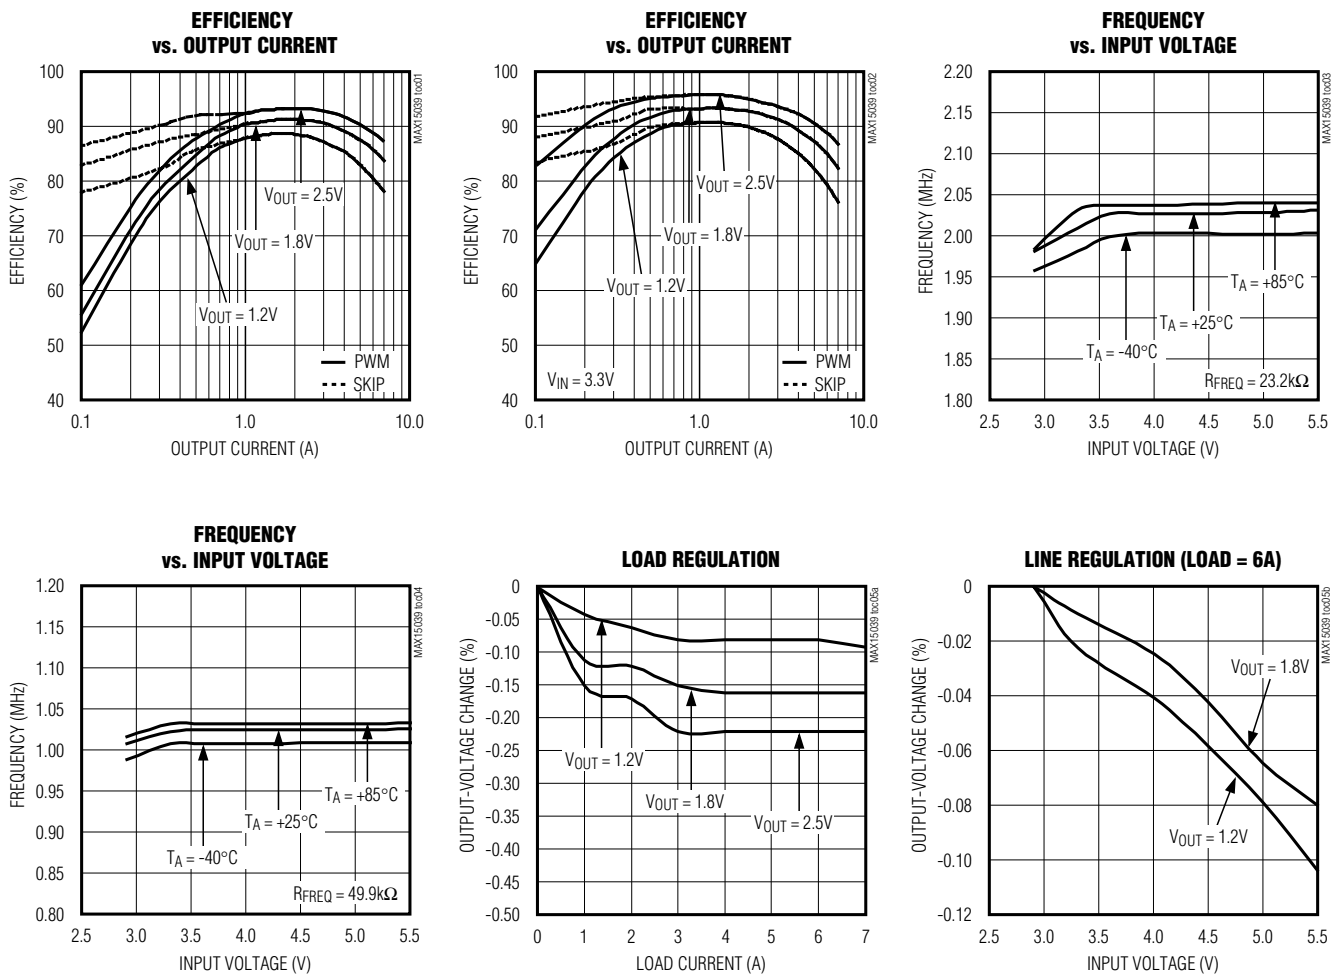 EFFICIENCY
vs. OUTPUT CURRENT
100
90
80
70
60
50
40
EFFICIENCY (%)
0.1
1.0
10.0
OUTPUT CURRENT (A)
VOUT = 2.5V
VOUT = 1.8V
VOUT = 1.2V
PWM
SKIP
MAX15039 toc01
EFFICIENCY
vs. OUTPUT CURRENT
100
90
80
70
60
50
40
EFFICIENCY (%)
0.1
1.0
10.0
OUTPUT CURRENT (A)
VOUT = 2.5V
VOUT = 1.8V
VOUT = 1.2V
VIN = 3.3V
PWM
SKIP
MAX15039 toc02
FREQUENCY
vs. INPUT VOLTAGE
2.20
2.15
2.10
2.05
2.00
1.95
1.90
1.85
1.80
FREQUENCY (MHz)
2.5
3.0
3.5
4.0
4.5
5.0
5.5
INPUT VOLTAGE (V)
TA = +85°C
TA = +25°C
TA = -40°C
RFREQ = 23.2kΩ
MAX15039 toc03
FREQUENCY
vs. INPUT VOLTAGE
1.20
1.15
1.10
1.05
1.00
0.95
0.90
0.85
0.80
FREQUENCY (MHz)
2.5
3.0
3.5
4.0
4.5
5.0
5.5
INPUT VOLTAGE (V)
TA = +85°C
TA = +25°C
TA = -40°C
RFREQ = 49.9kΩ
MAX15039 toc04
LOAD REGULATION
0
-0.05
-0.10
-0.15
-0.20
-0.25
-0.30
-0.35
-0.40
-0.45
-0.50
OUTPUT-VOLTAGE CHANGE (%)
0
1
2
3
4
5
6
7
LOAD CURRENT (A)
VOUT = 1.2V
VOUT = 1.8V
VOUT = 2.5V
MAX15039 toc05a
LINE REGULATION (LOAD = 6A)
0
-0.02
-0.04
-0.06
-0.08
-0.10
-0.12
OUTPUT-VOLTAGE CHANGE (%)
2.5
3.0
3.5
4.0
4.5
5.0
5.5
INPUT VOLTAGE (V)
VOUT = 1.8V
VOUT = 1.2V
MAX15039 toc05b